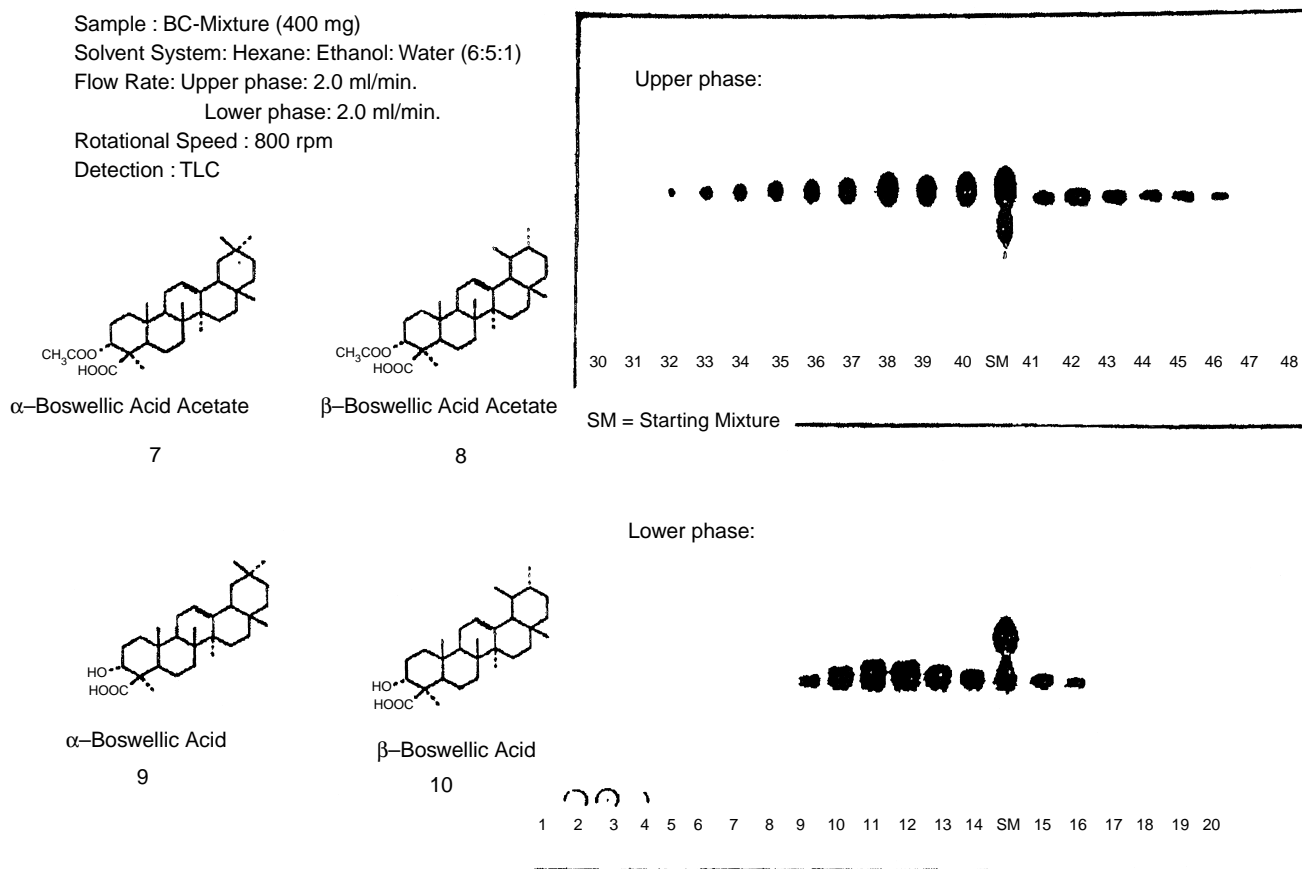 Sample : BC-Mixture (400 mg)
Solvent System: Hexane: Ethanol: Water (6:5:1)
Flow Rate: Upper phase: 2.0 ml/min.
Lower phase: 2.0 ml/min.
Rotational Speed : 800 rpm
Detection : TLC
Upper phase:
30 31 32 33 34 35 36 37 38 39 40 SM 41 42 43 44 45 46 47 48
SM = Starting Mixture
CH3COO
HOOC
α–Boswellic Acid Acetate
7
CH3COO
HOOC
β–Boswellic Acid Acetate
8
Lower phase:
HO
HOOC
α–Boswellic Acid
9
HO
HOOC
β–Boswellic Acid
10
1 2 3 4 5 6 7 8 9 10 11 12 13 14 SM 15 16 17 18 19 20